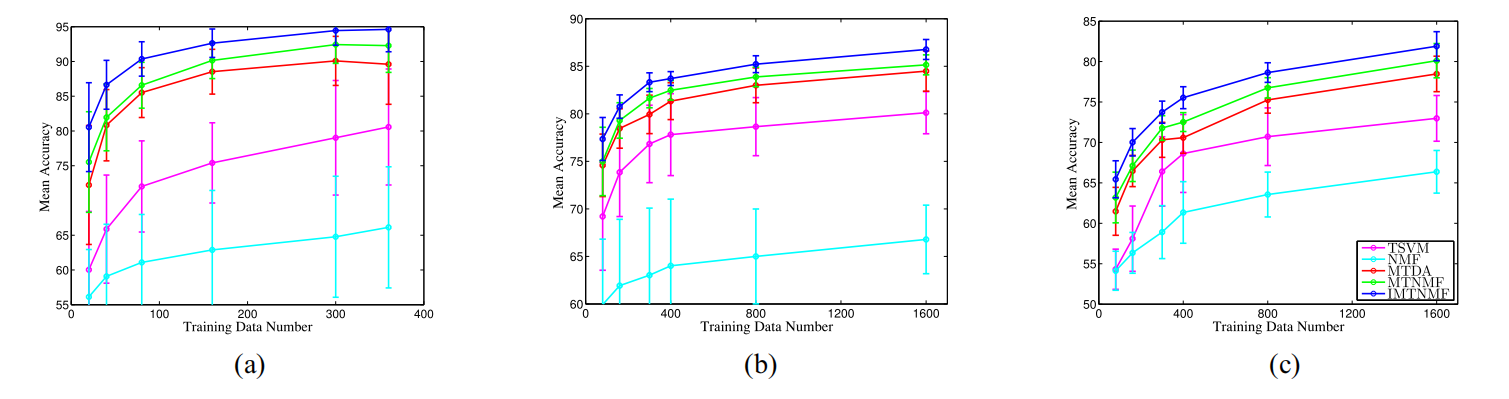 95
90
85
80
75
65
60
55
Mean Accuracy
0
100
200
300
400
Training Data Number
(a)
90
85
80
75
70
65
60
Mean Accuracy
0
400
800
1200
1600
Training Data Number
(b)
85
80
75
70
65
60
55
50
Mean Accuracy
0
400
800
1200
1600
Training Data Number
TSVM
NMF
MTDA
MTNMF
IMTNMF
(c)